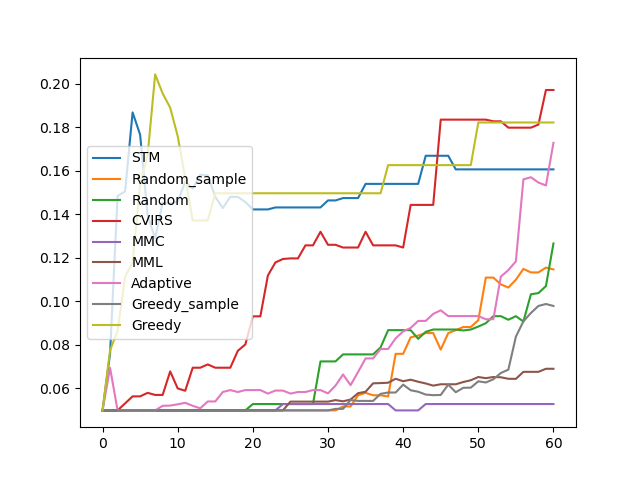 0.20
0.18
0.16
0.14
0.12
0.10
0.08
0.06
STM
Random_sample
Random
CVIRS
MMC
MML
Adaptive
Greedy_sample
Greedy
0 10 20 30 40 50 60